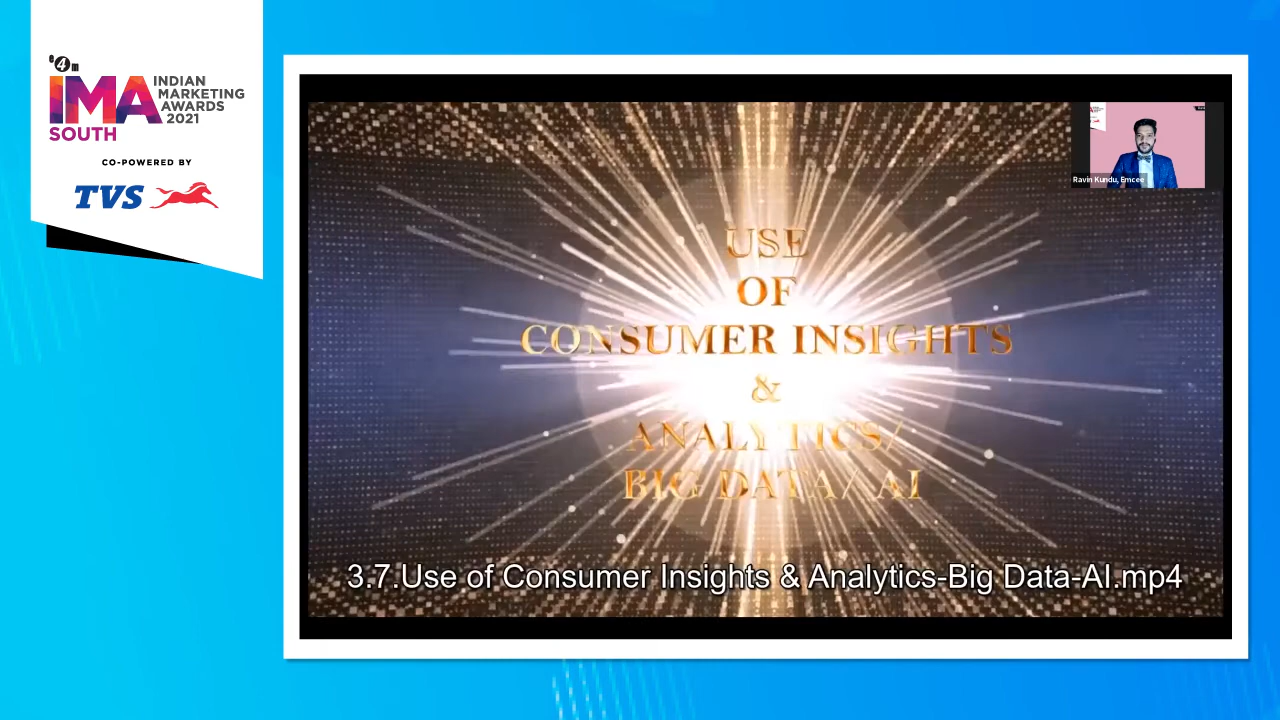 e4m
IMA
INDIAN
MARKETING
AWARDS
2021
SOUTH
CO-POWERED BY
TVS
Ravin Kundu, Emcee
USE
OF
CONSUMER INSIGHTS
&
ANALYTICS/
BIG DATA/ AI
3.7.Use of Consumer Insights & Analytics-Big Data-AI.mp4